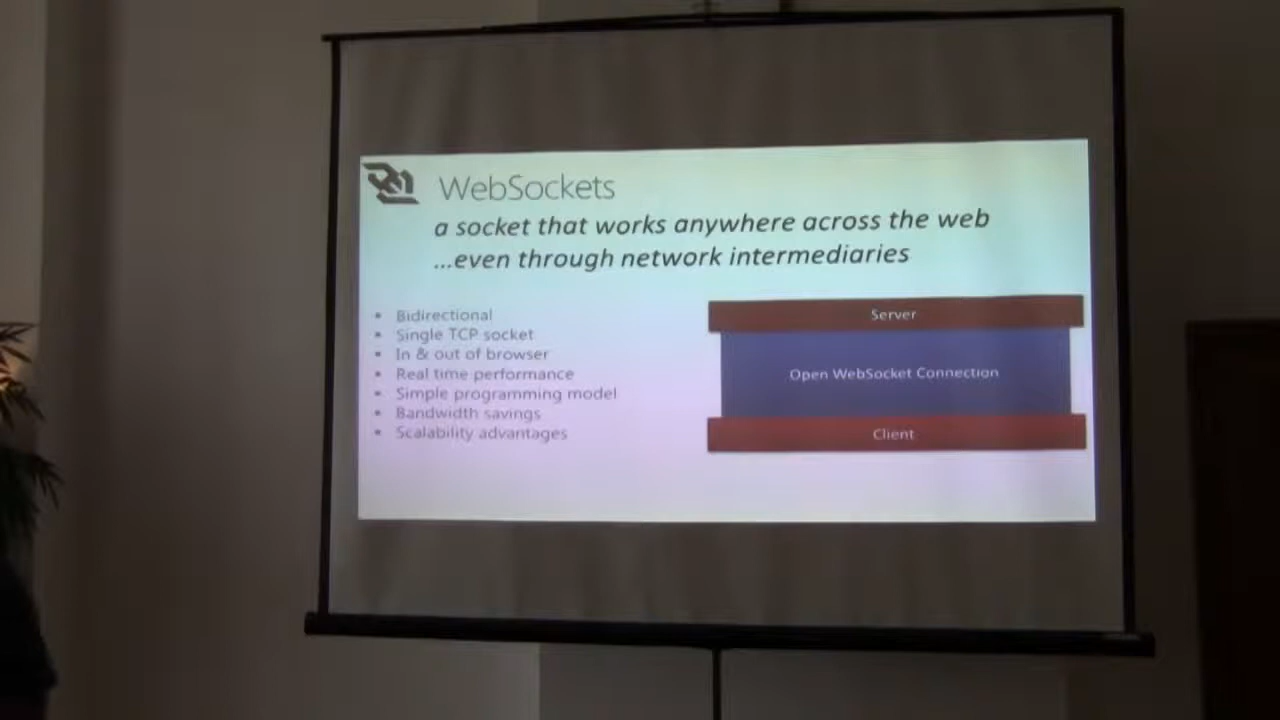 WebSockets
a socket that works anywhere across the web
...even through network intermediaries
• Bidirectional
• Single TCP socket
• In & out of browser
• Real time performance
• Simple programming model
• Bandwidth savings
• Scalability advantages
Server
Open WebSocket Connection
Client